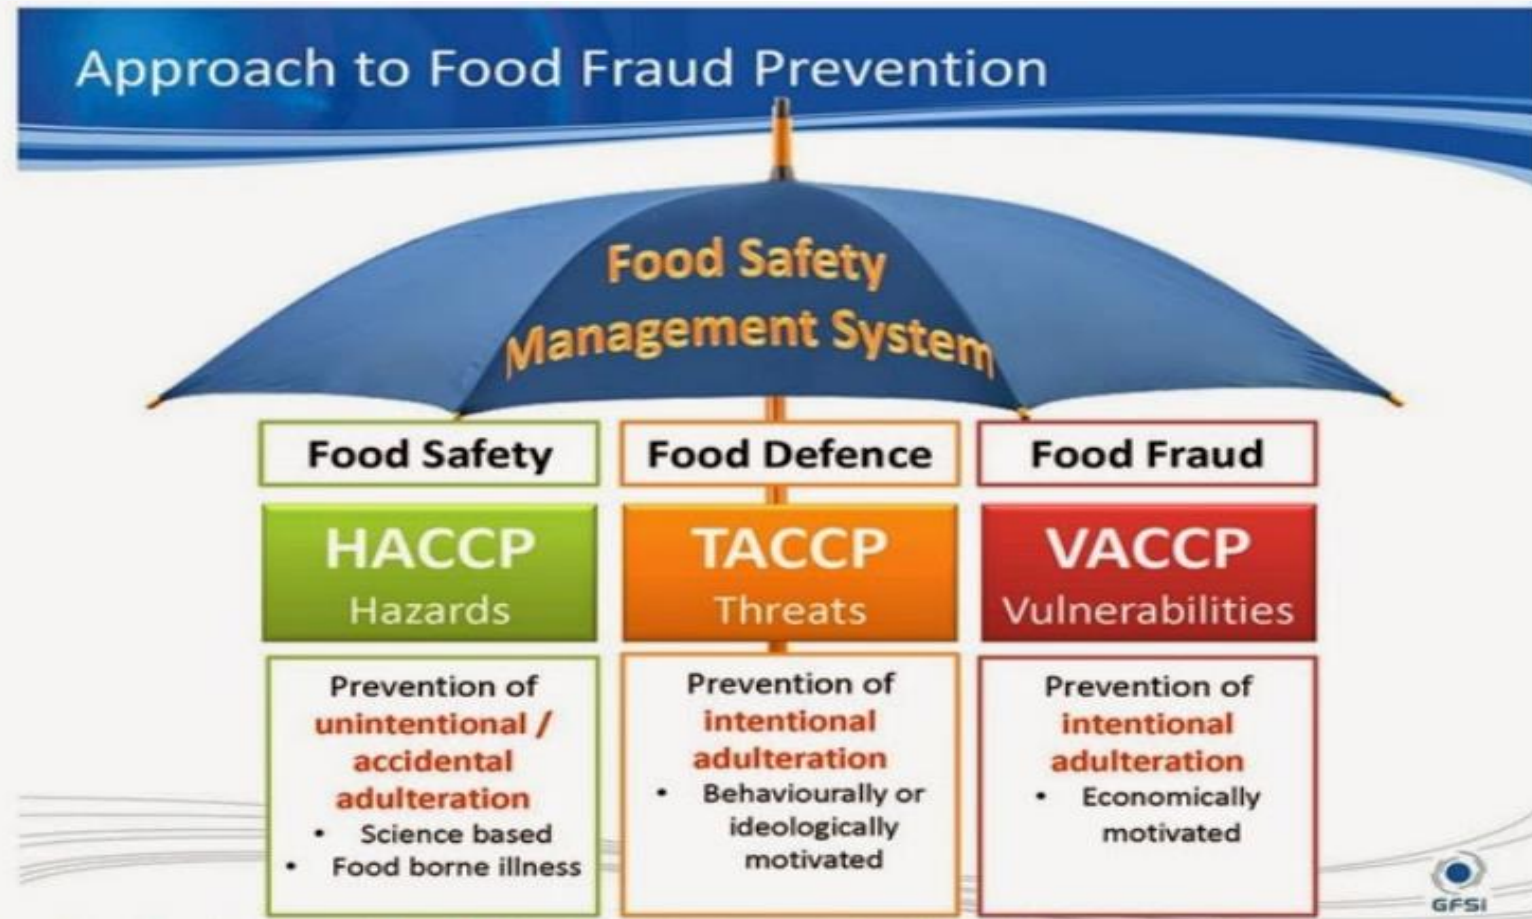 Approach to Food Fraud Prevention
Food Safety
Management System
Food Safety
HACCP
Hazards
Prevention of
unintentional /
accidental
adulteration
• Science based
• Food borne illness
Food Defence
TACCP
Threats
Prevention of
intentional
adulteration
• Behaviourally or
ideologically
motivated
Food Fraud
VACCP
Vulnerabilities
Prevention of
intentional
adulteration
• Economically
motivated
GFSI